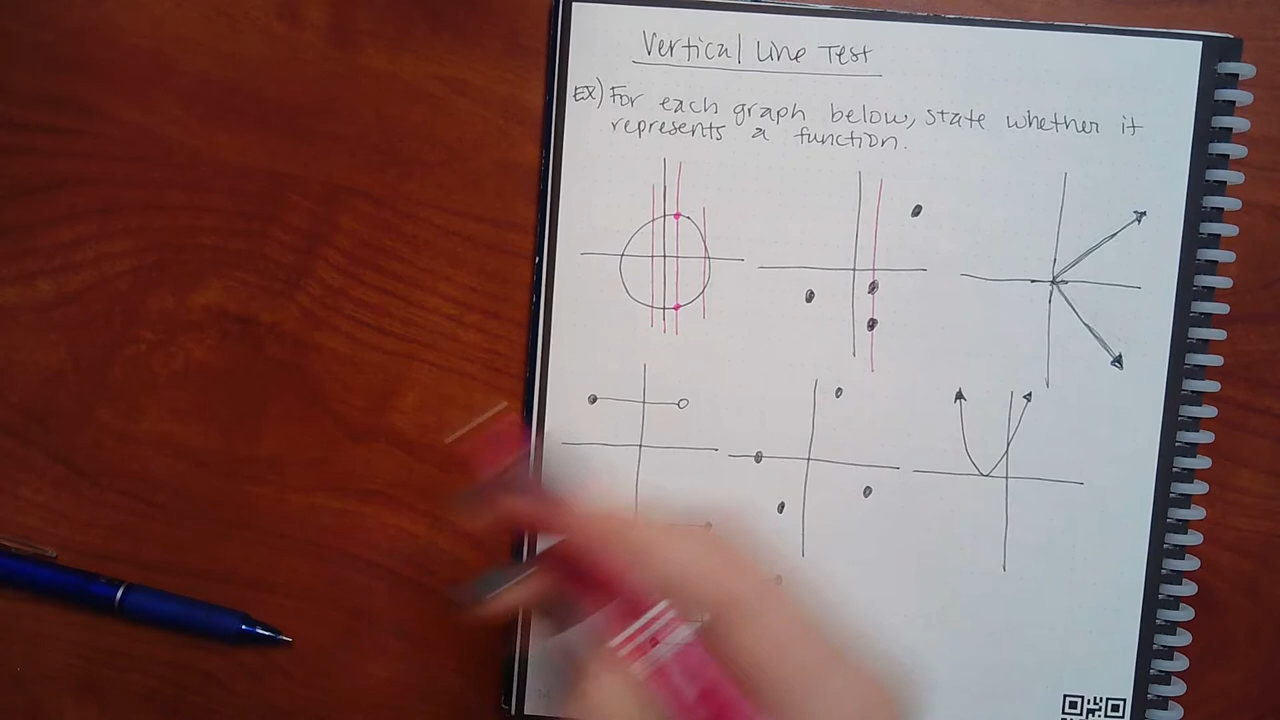 Vertical Line Test
EX) For each graph below, state whether it
represents a function.